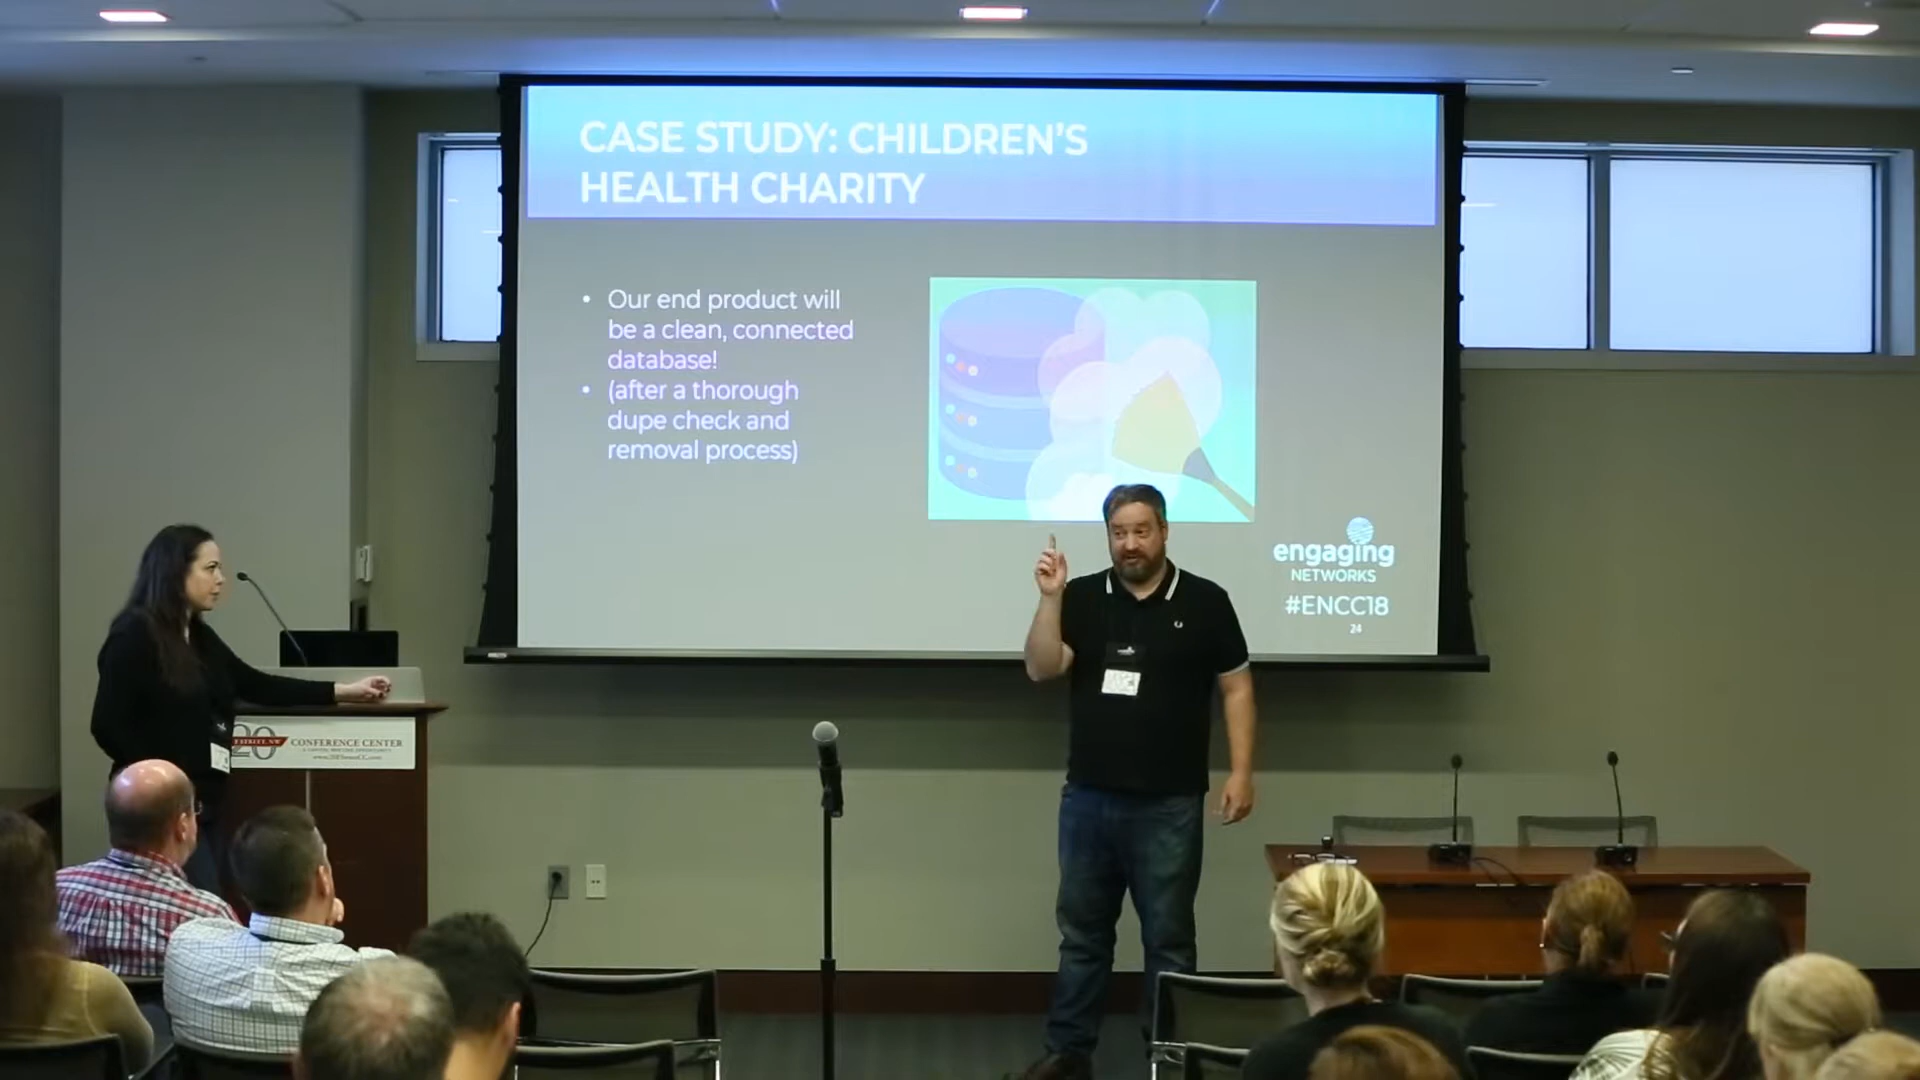 CASE STUDY: CHILDREN'S
HEALTH CHARITY
• Our end product will
be a clean, connected
database!
• (after a thorough
dupe check and
removal process)
engaging
NETWORKS
#ENCC18
24
20
CONFERENCE CENTER